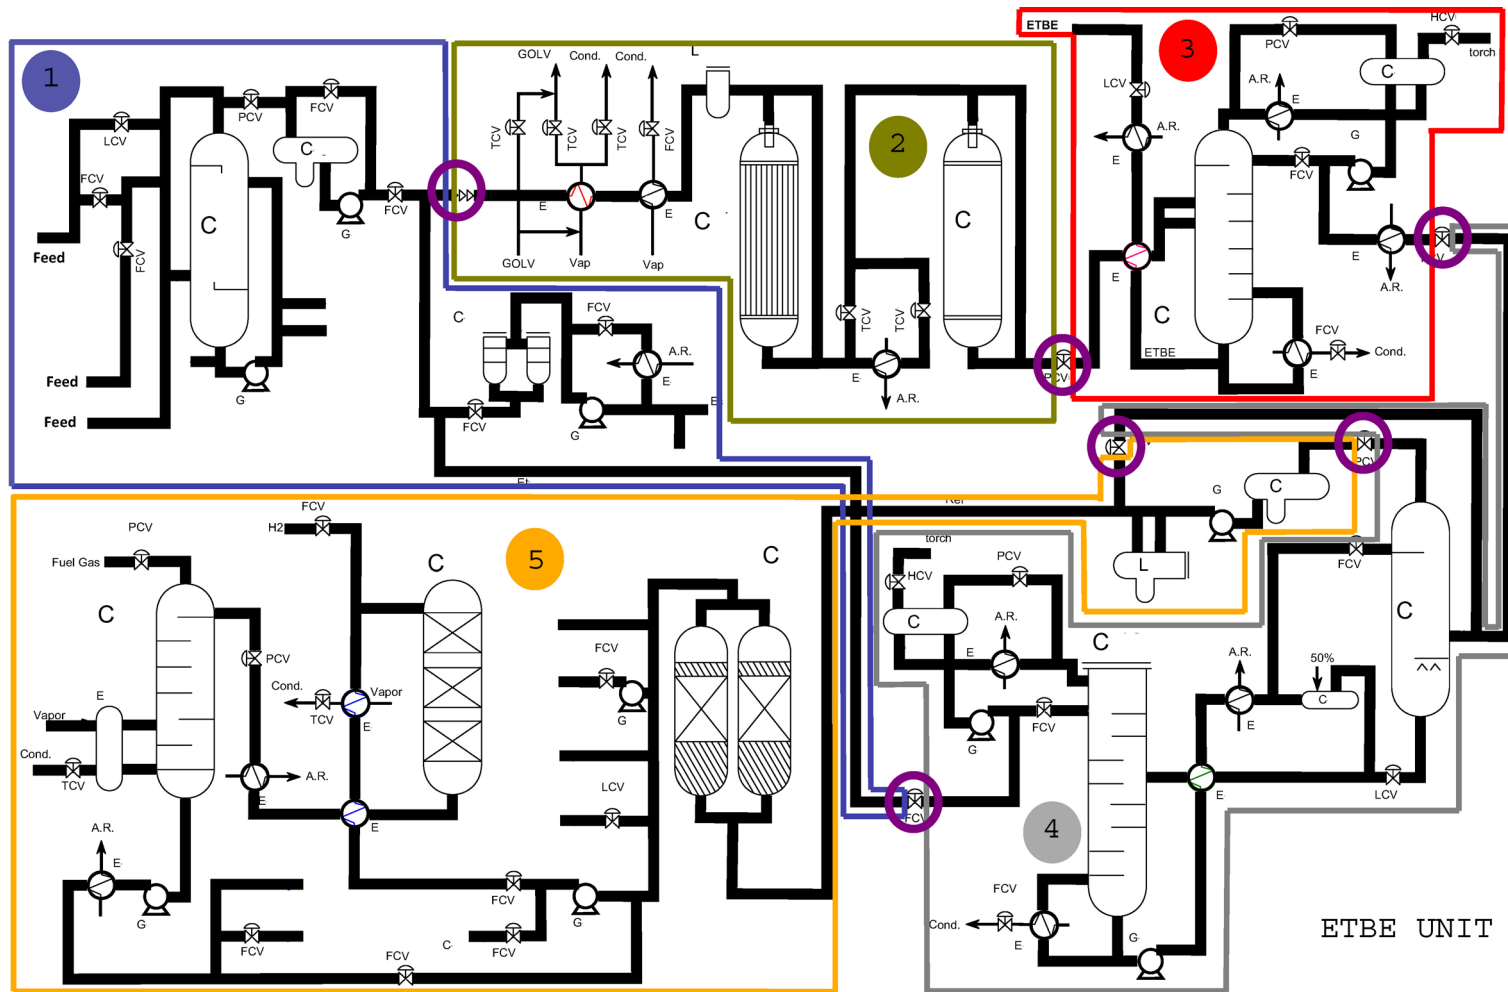 1
LCV
PCV
FCV
C
FCV
FCV
FCV
C
G
FCV
Feed
Feed
Feed
G
GOLV
Cond.
Cond.
L
TCV
TCV
TCV
FCV
2
E
E
C
C
GOLV
Vap
Vap
TCV
TCV
E
A.R.
C
FCV
A.R.
E
FCV
G
ETBE
3
PCV
HCV
torch
C
LCV
A.R.
E
A.R.
E
G
FCV
E
E
A.R.
C
ETBE
FCV
Cond.
E
PCV
PCV
G
C
FCV
L
C
torch
HCV
PCV
C
A.R.
E
C
FCV
G
FCV
A.R.
E
50%
C
LCV
E
4
FCV
Cond.
E
G
ETBE UNIT
5
FCV
H2
PCV
Fuel Gas
C
C
C
PCV
E
Vapor
Cond.
TCV
Cond.
TCV
Vapor
E
A.R.
E
E
A.R.
E
G
FCV
G
LCV
FCV
G
FCV
C
FCV
FCV